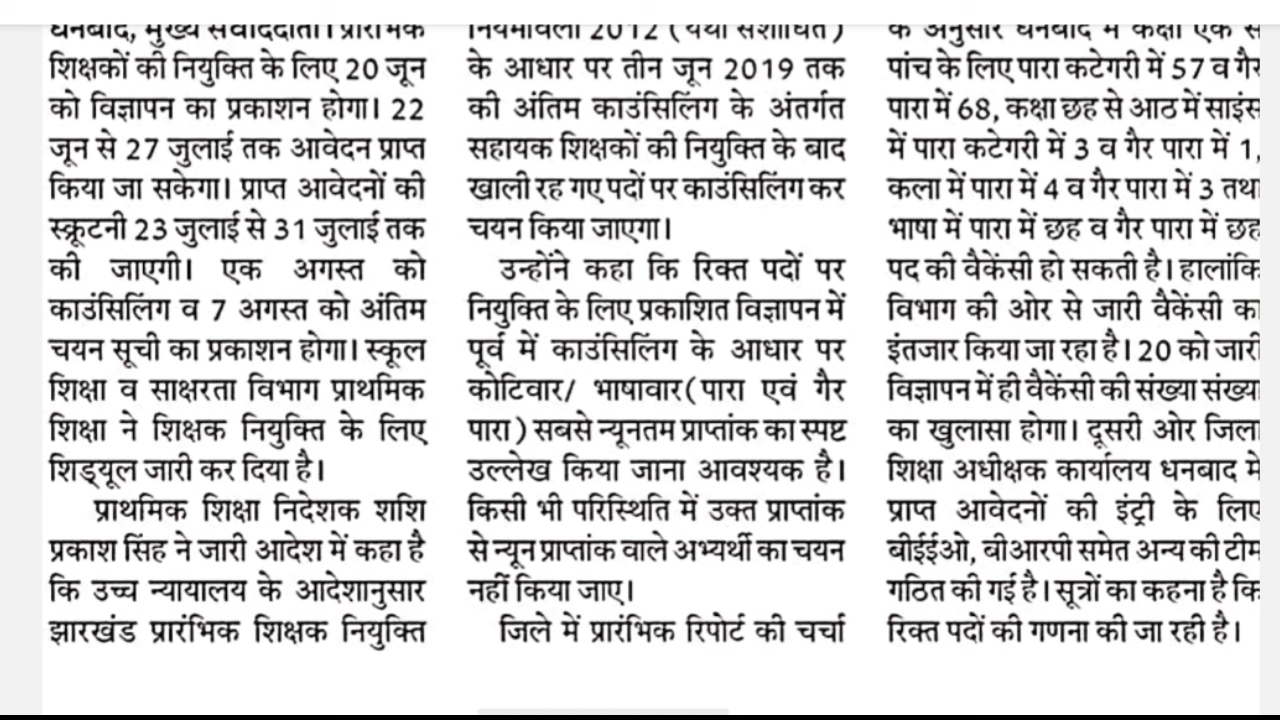 धनबाद, मुख्य संवाददाता। प्रारंभिक
शिक्षकों की नियुक्ति के लिए 20 जून
को विज्ञापन का प्रकाशन होगा। 22
जून से 27 जुलाई तक आवेदन प्राप्त
किया जा सकेगा। प्राप्त आवेदनों की
स्क्रूटनी 23 जुलाई से 31 जुलाई तक
की जाएगी। एक अगस्त को
काउंसिलिंग व 7 अगस्त को अंतिम
चयन सूची का प्रकाशन होगा। स्कूल
शिक्षा व साक्षरता विभाग प्राथमिक
शिक्षा ने शिक्षक नियुक्ति के लिए
शिड्यूल जारी कर दिया है।
प्राथमिक शिक्षा निदेशक शशि
प्रकाश सिंह ने जारी आदेश में कहा है
कि उच्च न्यायालय के आदेशानुसार
झारखंड प्रारंभिक शिक्षक नियुक्ति
नियमावली 2012 (यथा संशोधित)
के आधार पर तीन जून 2019 तक
की अंतिम काउंसिलिंग के अंतर्गत
सहायक शिक्षकों की नियुक्ति के बाद
खाली रह गए पदों पर काउंसिलिंग कर
चयन किया जाएगा।
उन्होंने कहा कि रिक्त पदों पर
नियुक्ति के लिए प्रकाशित विज्ञापन में
पूर्व में काउंसिलिंग के आधार पर
कोटिवार/ भाषावार(पारा एवं गैर
पारा) सबसे न्यूनतम प्राप्तांक का स्पष्ट
उल्लेख किया जाना आवश्यक है।
किसी भी परिस्थिति में उक्त प्राप्तांक
से न्यून प्राप्तांक वाले अभ्यर्थी का चयन
नहीं किया जाए।
जिले में प्रारंभिक रिपोर्ट की चर्चा
के अनुसार धनबाद में कक्षा एक से
पांच के लिए पारा कटेगरी में 57 व गैर
पारा में 68, कक्षा छह से आठ में साइंस
में पारा कटेगरी में 3 व गैर पारा में 1,
कला में पारा में 4 व गैर पारा में 3 तथा
भाषा में पारा में छह व गैर पारा में छह
पद की वैकेंसी हो सकती है। हालांकि
विभाग की ओर से जारी वैकेंसी का
इंतजार किया जा रहा है। 20 को जारी
विज्ञापन में ही वैकेंसी की संख्या संख्या
का खुलासा होगा। दूसरी ओर जिला
शिक्षा अधीक्षक कार्यालय धनबाद में
प्राप्त आवेदनों की इंट्री के लिए
बीईईओ, बीआरपी समेत अन्य की टीम
गठित की गई है। सूत्रों का कहना है कि
रिक्त पदों की गणना की जा रही है।